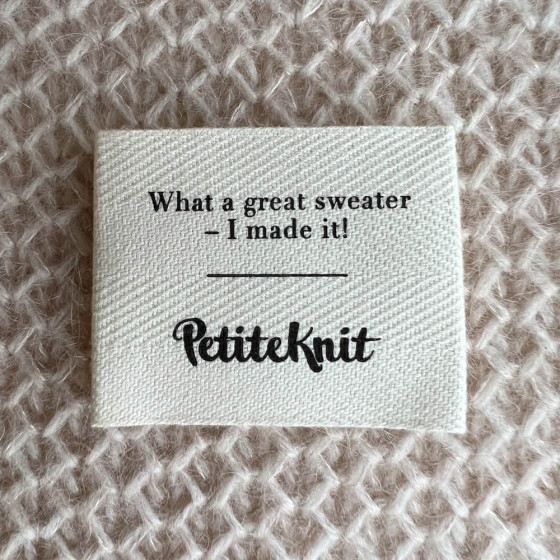 What a great sweater
– I made it!
PetiteKnit